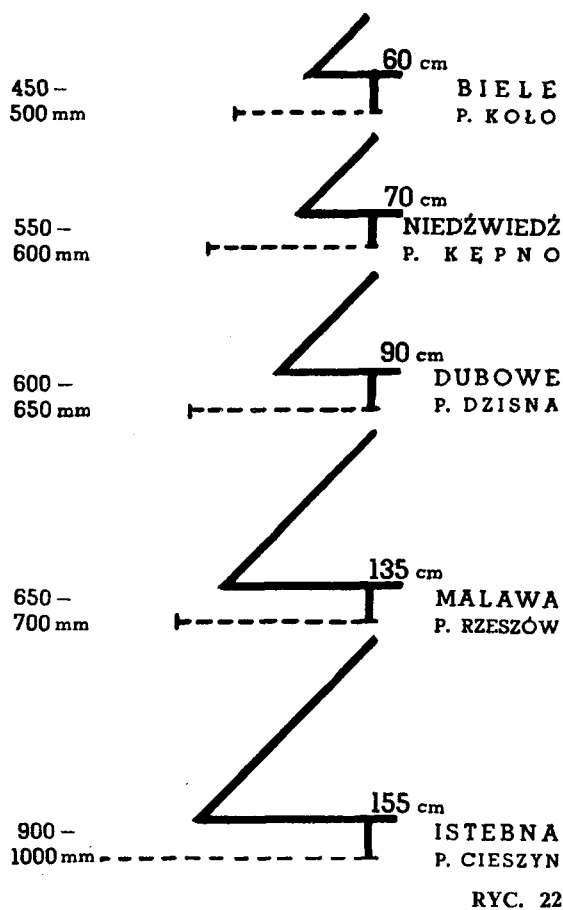 60 cm
450 –
500 mm
BIELE
P. KOŁO
70 cm
550 –
600 mm
NIEDŹWIEDŹ
P. KĘPNO
90 cm
600 –
650 mm
DUBOWE
P. DZISNA
135 cm
650 –
700 mm
MALAWA
P. RZESZÓW
155 cm
900 –
1000 mm
ISTEBNA
P. CIESZYN
RYC. 22